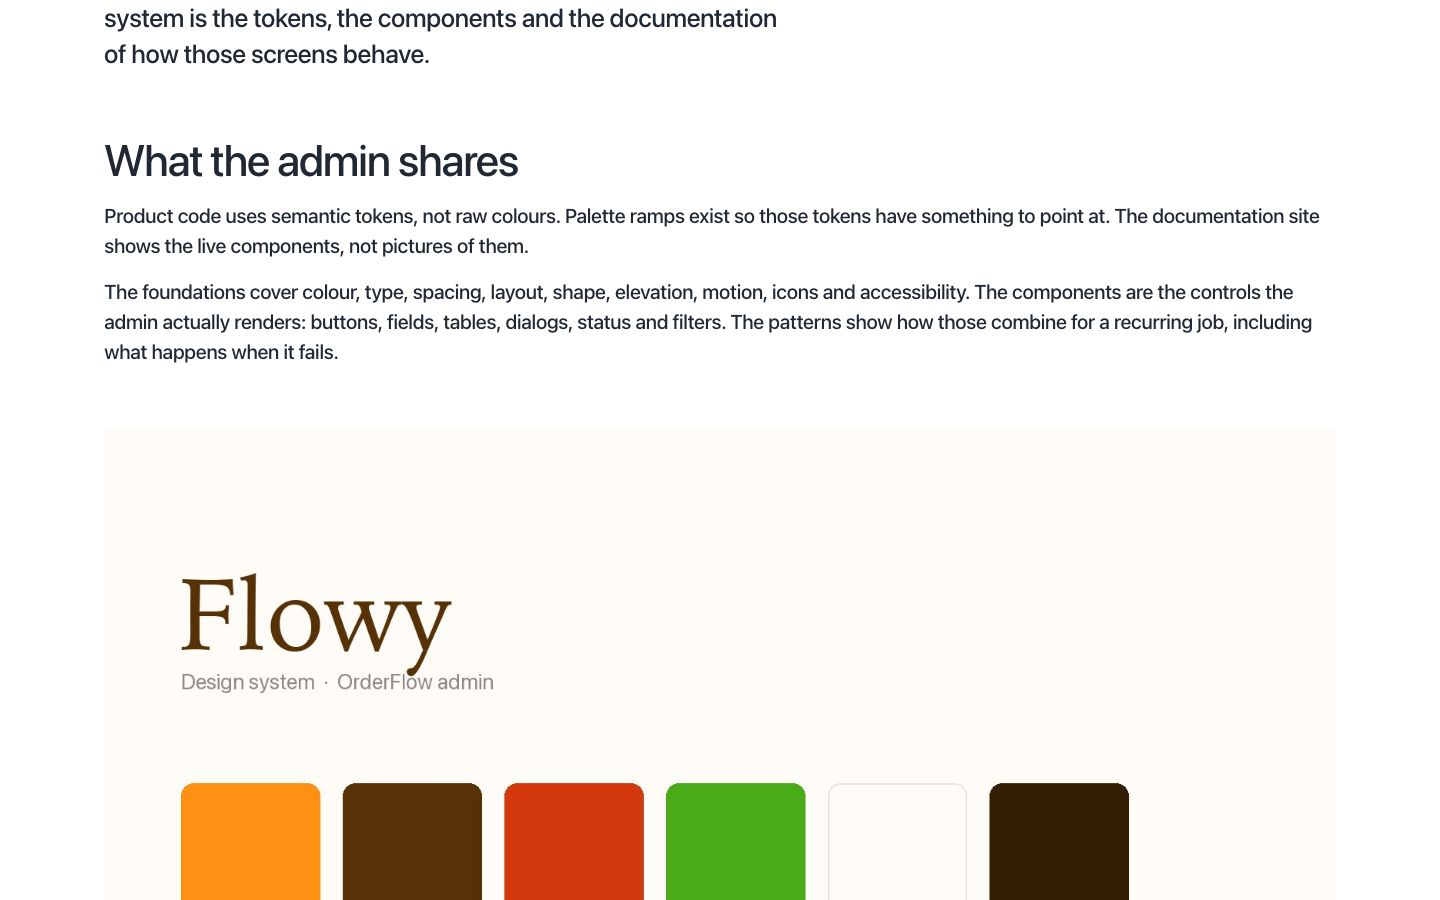 system is the tokens, the components and the documentation
of how those screens behave.
What the admin shares
Product code uses semantic tokens, not raw colours. Palette ramps exist so those tokens have something to point at. The documentation site
shows the live components, not pictures of them.
The foundations cover colour, type, spacing, layout, shape, elevation, motion, icons and accessibility. The components are the controls the
admin actually renders: buttons, fields, tables, dialogs, status and filters. The patterns show how those combine for a recurring job, including
what happens when it fails.
Flowy
Design system · OrderFlow admin